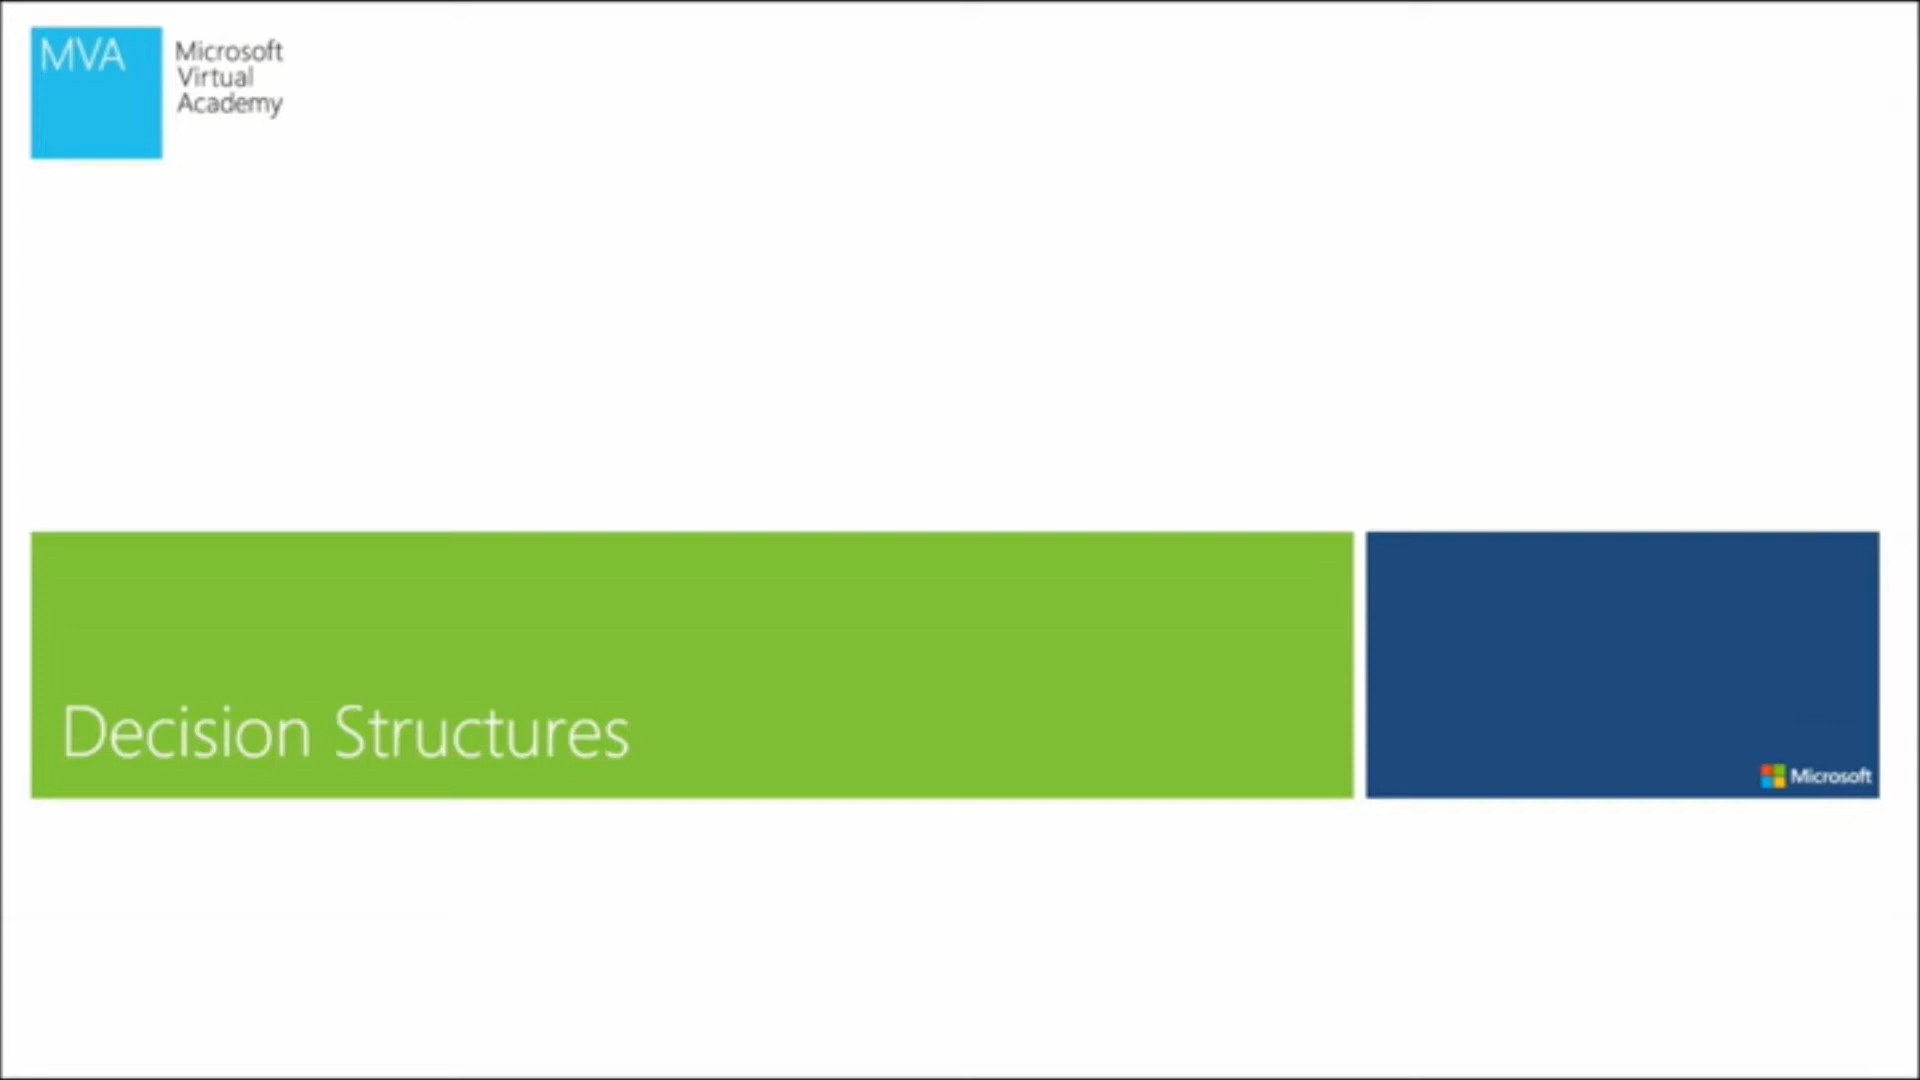 MVA
Microsoft
Virtual
Academy
Decision Structures
Microsoft